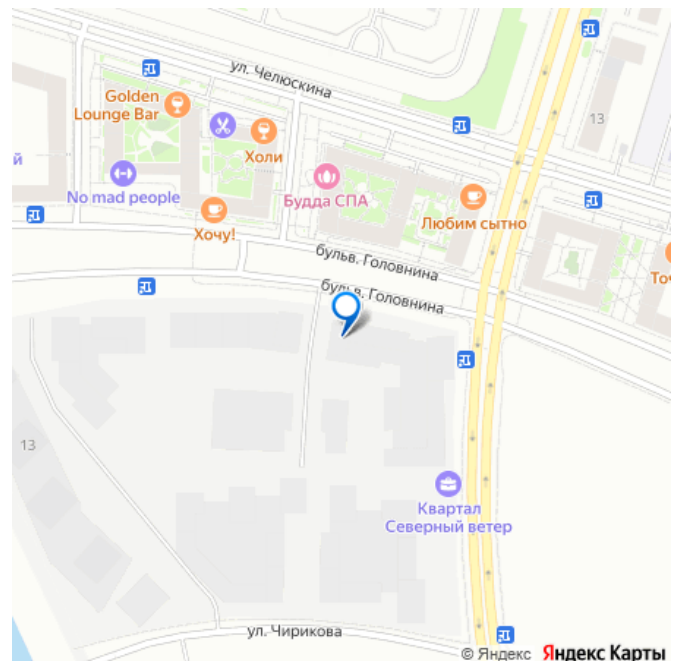 ул. Челюскина
Golden
Lounge Bar
13
Холи
й
No mad people
Будда СПА
Любим сытно
Хочу!
бульв. Головнина
Точ
бульв. Головнина
13
Квартал
Северный ветер
ул. Чирикова
© Яндекс Яндекс Карты